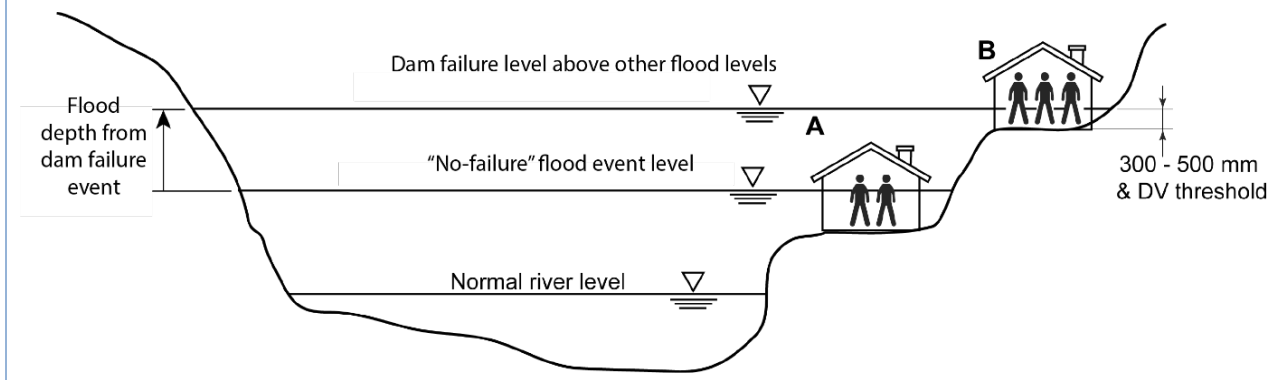 B
Dam failure level above other flood levels
Flood
depth from
dam failure
event
A
“No-failure” flood event level
300 - 500 mm
& DV threshold
Normal river level